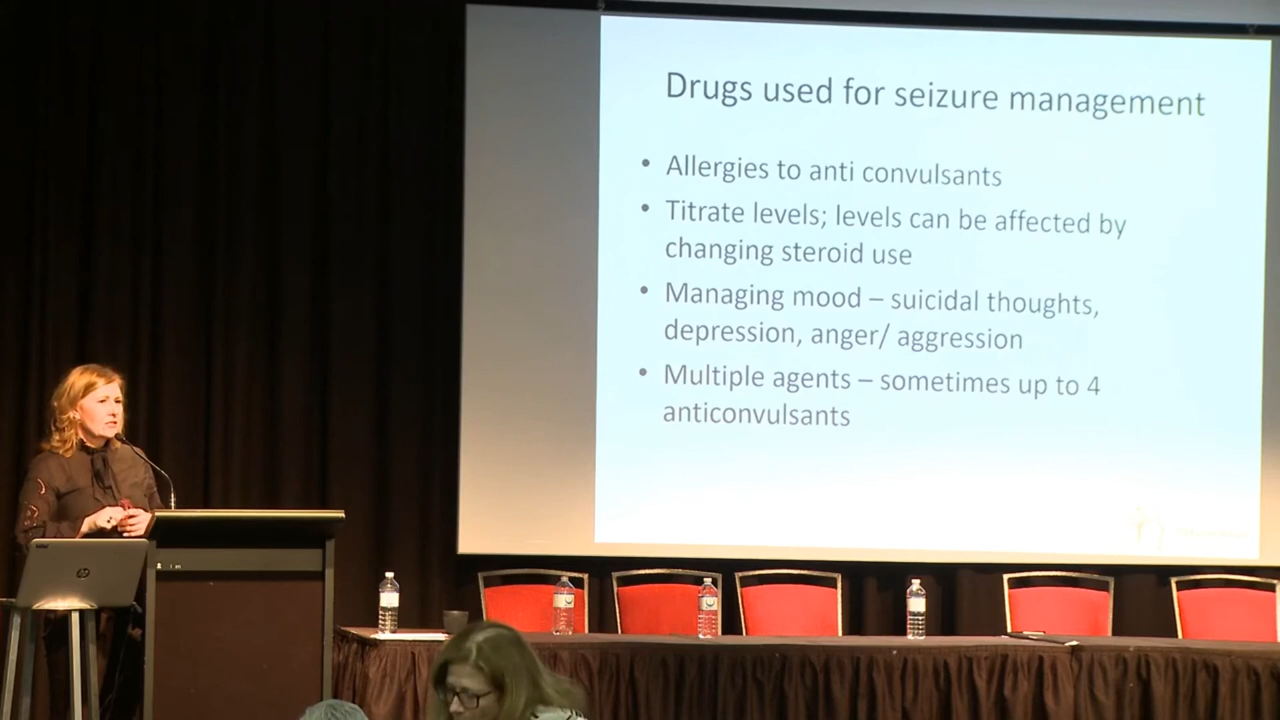 Drugs used for seizure management
• Allergies to anti convulsants
• Titrate levels; levels can be affected by
changing steroid use
• Managing mood – suicidal thoughts,
depression, anger/ aggression
• Multiple agents – sometimes up to 4
anticonvulsants
hp